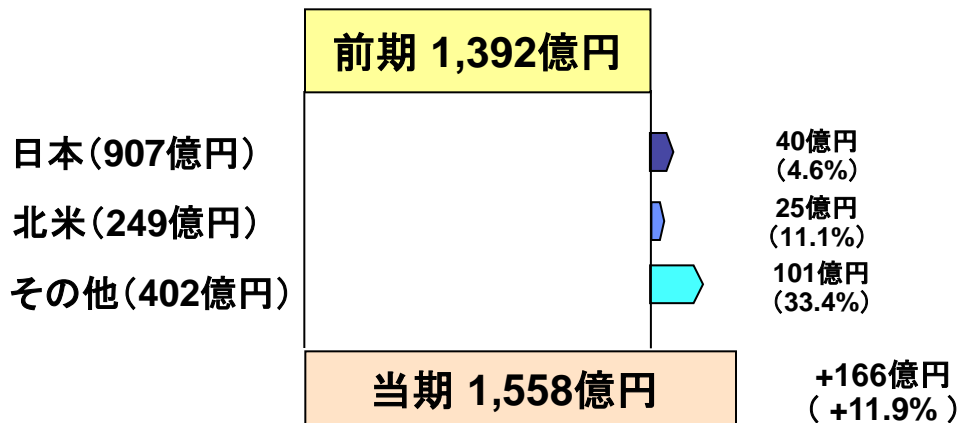 前期 1,392億円
日本（907億円）
40億円
（4.6%）
北米（249億円）
25億円
（11.1%）
その他（402億円）
101億円
（33.4%）
当期 1,558億円
+166億円
（ +11.9% ）